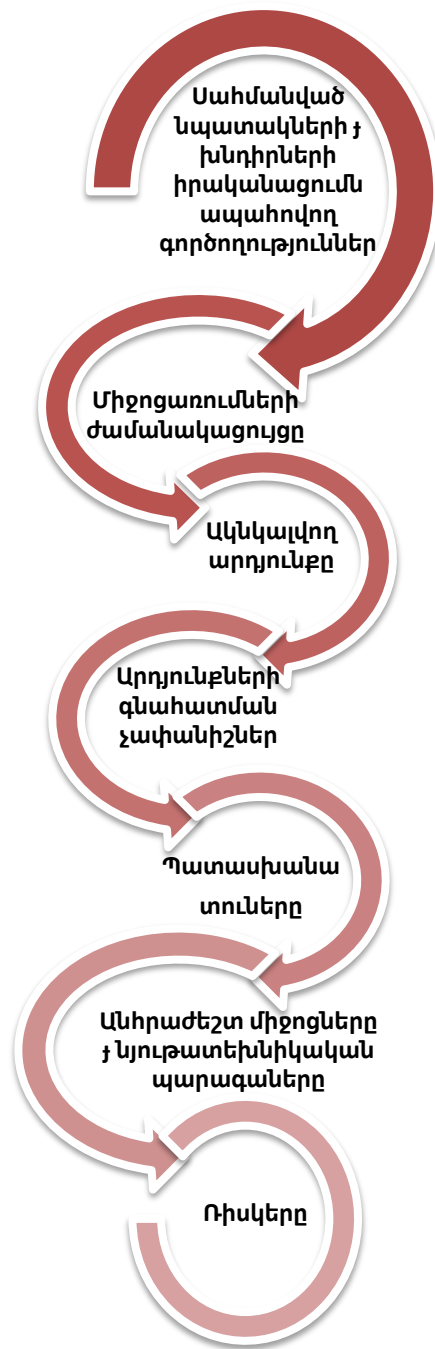 Սահմանված
նպատակների ɟ
խնդիրների
իրականացումն
ապահովող
գործողություններ
Միջոցառումների
ժամանակացույցը
Ակնկալվող
արդյունքը
Արդյունքների
գնահատման
չափանիշներ
Պատասխանա
տուները
Անհրաժեշտ միջոցները
ɟ նյութատեխնիկական
պարագաները
Ռիսկերը